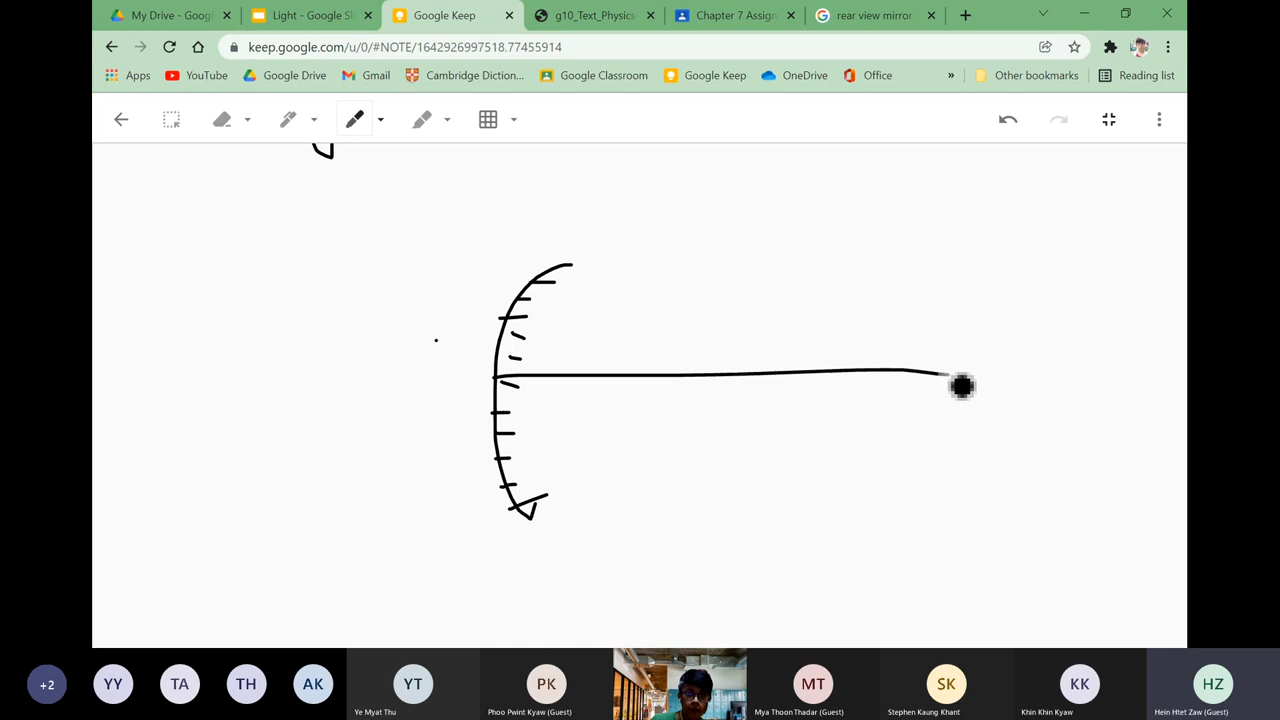 My Drive - Googl
Light - Google Sli
Google Keep
g10_Text_Physics
Chapter 7 Assign
rear view mirror
keep.google.com/u/0/#NOTE/1642926997518.77455914
Apps
YouTube
Google Drive
Gmail
Cambridge Diction...
Google Classroom
Google Keep
OneDrive
Office
»
Other bookmarks
Reading list
+2
YY
TA
TH
AK
YT
PK
MT
SK
KK
HZ
Ye Myat Thu
Phoo Pwint Kyaw (Guest)
Mya Thoon Thadar (Guest)
Stephen Kaung Khant
Khin Khin Kyaw
Hein Htet Zaw (Guest)